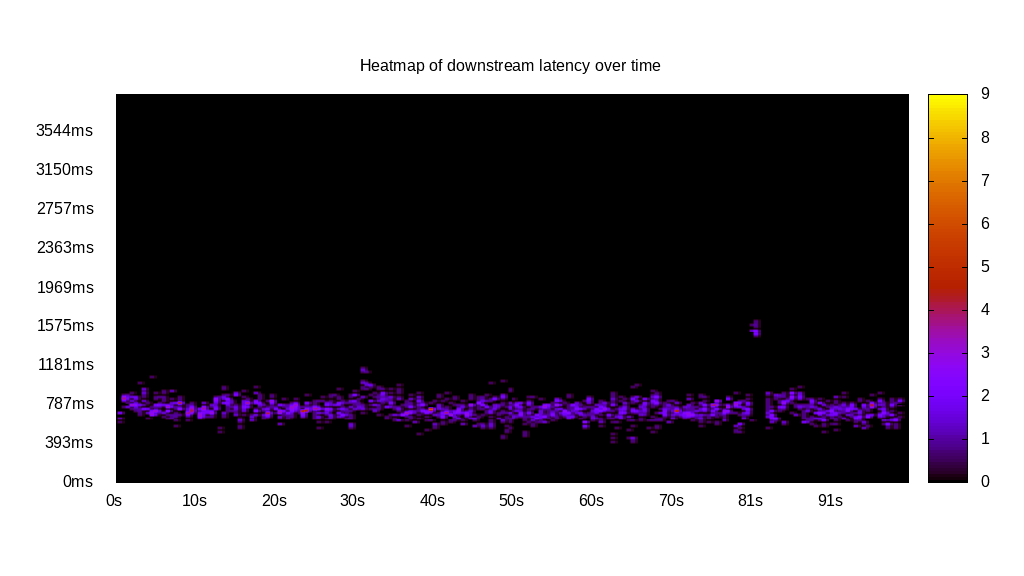 Heatmap of downstream latency over time
3544ms
3150ms
2757ms
2363ms
1969ms
1575ms
1181ms
787ms
393ms
0ms
0s 10s 20s 30s 40s 50s 60s 70s 81s 91s
9
8
7
6
5
4
3
2
1
0